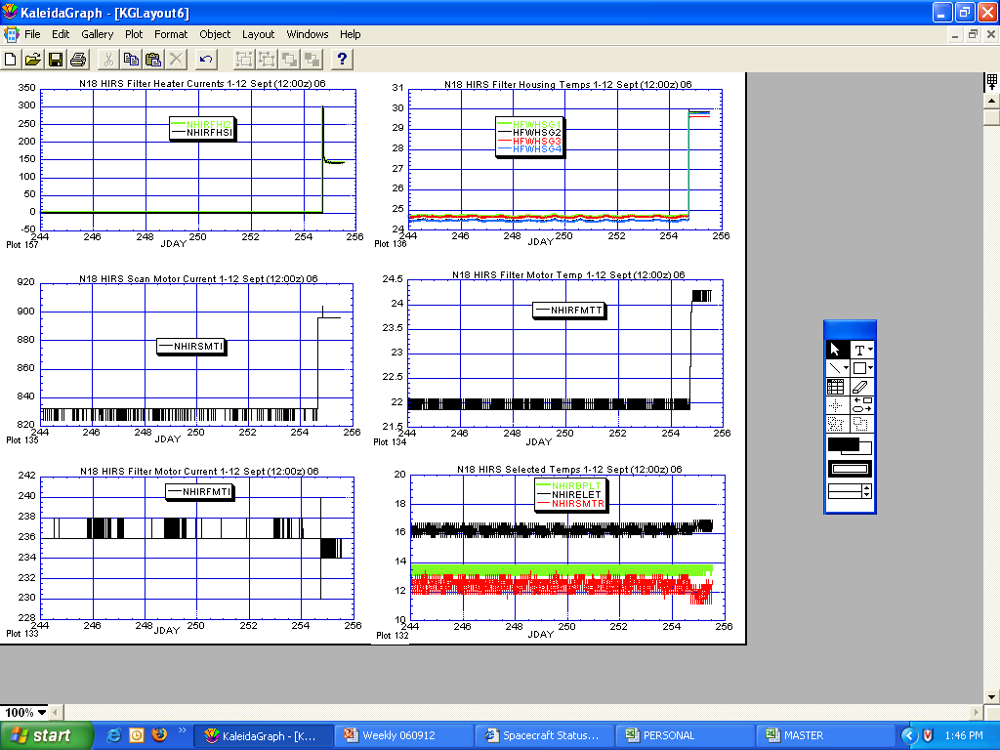 KaleidaGraph - [KGLayout6]
File Edit Gallery Plot Format Object Layout Windows Help
N18 HIRS Filter Heater Currents 1-12 Sept (12:00z) 06
350
300
250
200
150
100
50
0
-50
NHIRFHI2
NHIRFHSI
244 246 248 250 252 254 256
Plot 157
JDAY
N18 HIRS Filter Housing Temps 1-12 Sept (12:00z) 06
31
30
29
28
27
26
25
24
HFWHSG1
HFWHSG2
HFWHSG3
HFWHSG4
244 246 248 250 252 254 256
Plot 136
JDAY
N18 HIRS Scan Motor Current 1-12 Sept (12:00z) 06
920
900
880
860
840
820
NHIRSMTI
244 246 248 250 252 254 256
Plot 135
JDAY
N18 HIRS Filter Motor Temp 1-12 Sept (12:00z) 06
24.5
24
23.5
23
22.5
22
21.5
NHIRFMTT
244 246 248 250 252 254 256
Plot 134
JDAY
N18 HIRS Filter Motor Current 1-12 Sept (12:00z) 06
242
240
238
236
234
232
230
228
NHIRFMTI
244 246 248 250 252 254 256
Plot 133
JDAY
N18 HIRS Selected Temps 1-12 Sept (12:00z) 06
20
18
16
14
12
10
NHIRBPLT
NHIRELET
NHIRSMTR
244 246 248 250 252 254 256
Plot 132
JDAY
T
100%
start
KaleidaGraph - [K...
Weekly 060912
Spacecraft Status...
PERSONAL
MASTER
1:46 PM